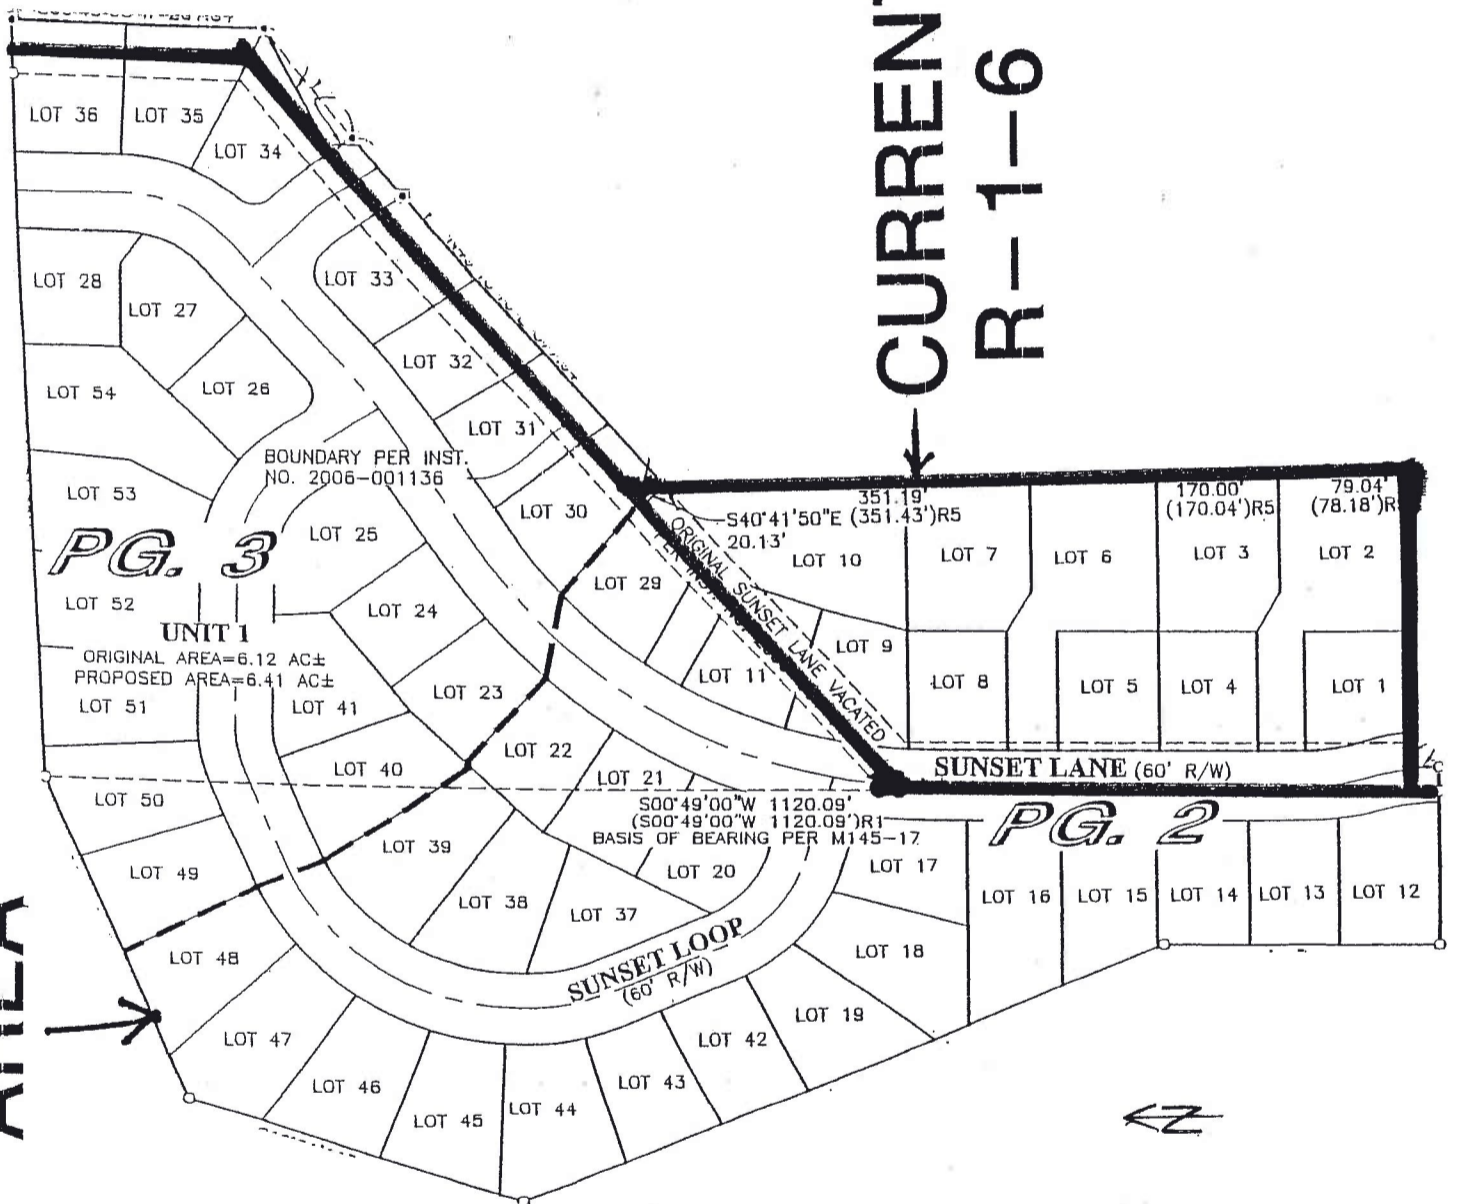 CURREN
R-1-6
LOT 36
LOT 35
LOT 34
LOT 33
LOT 28
LOT 27
LOT 32
LOT 54
LOT 26
LOT 31
BOUNDARY PER INST.
NO. 2006-001136
LOT 53
LOT 30
LOT 25
PG. 3
LOT 52
LOT 24
LOT 29
UNIT 1
ORIGINAL AREA=6.12 AC±
PROPOSED AREA=6.41 AC±
LOT 51
LOT 41
LOT 23
LOT 11
351.19'
S40°41'50"E (351.43')R5
20.13'
170.00'
(170.04')R5
79.04'
(78.18')R
ORIGINAL SUNSET LANE VACATED
PER INST.
LOT 10
LOT 7
LOT 6
LOT 3
LOT 2
LOT 9
LOT 8
LOT 5
LOT 4
LOT 1
LOT 40
LOT 22
LOT 21
SUNSET LANE (60' R/W)
LOT 50
S00°49'00"W 1120.09'
(S00°49'00"W 1120.09')R1
BASIS OF BEARING PER M145-17
PG. 2
LOT 49
LOT 39
LOT 20
LOT 17
LOT 16
LOT 15
LOT 14
LOT 13
LOT 12
LOT 38
LOT 37
SUNSET LOOP
(60' R/W)
LOT 48
LOT 18
LOT 47
LOT 19
LOT 42
LOT 46
LOT 43
LOT 45
LOT 44
N